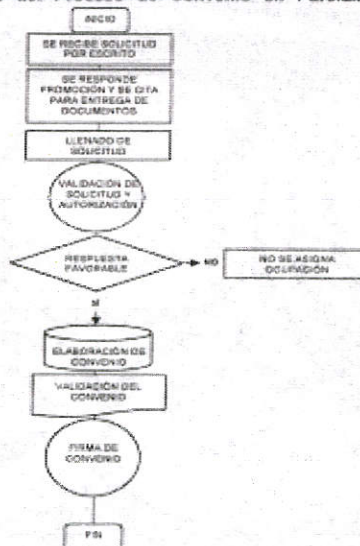 INICIO
SE RECIBE SOLICITUD
POR ESCRITO
SE RESPONDE
PROMOCIÓN Y SE CITA
PARA ENTREGA DE
DOCUMENTOS
LLENADO DE
SOLICITUD
VALIDACIÓN DE
SOLICITUD Y
AUTORIZACIÓN
RESPUESTA
FAVORABLE
NO
NO SE ASIGNA
OCUPACIÓN
SI
ELABORACIÓN DE
CONVENIO
VALIDACIÓN DEL
CONVENIO
FIRMA DE
CONVENIO
FIN